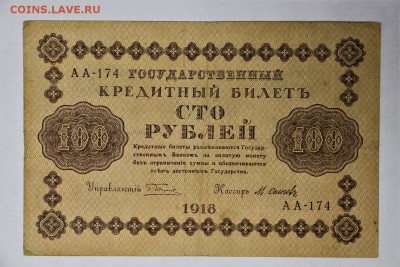 COINS.LAVE.RU
АА-174 ГОСУДАРСТВЕННЫЙ
КРЕДИТНЫЙ БИЛЕТЪ
СТО
100 РУБЛЕЙ 100
Кредитные билеты размѣниваются Государ-
ственнымъ Банкомъ на золотую монету
безъ ограниченія суммы и обезпечиваются
всѣмъ достояніемъ Государства.
Управляющій Кассиръ
1918
АА-174